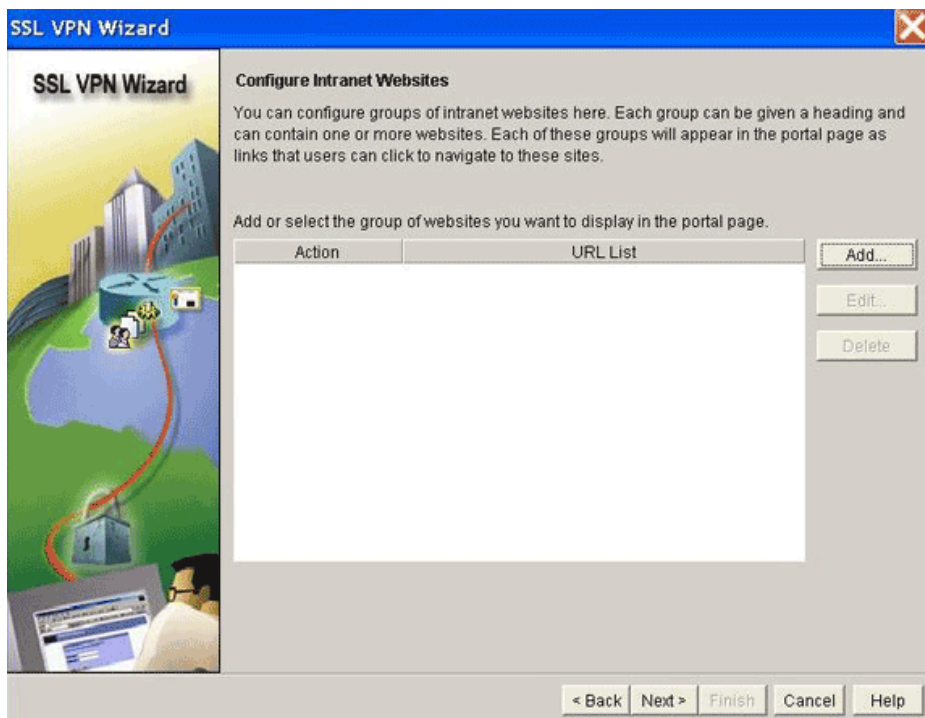 SSL VPN Wizard
SSL VPN Wizard
Configure Intranet Websites
You can configure groups of intranet websites here. Each group can be given a heading and
can contain one or more websites. Each of these groups will appear in the portal page as
links that users can click to navigate to these sites.
Add or select the group of websites you want to display in the portal page.
Action URL List
Add...
Edit...
Delete
< Back Next > Finish Cancel Help